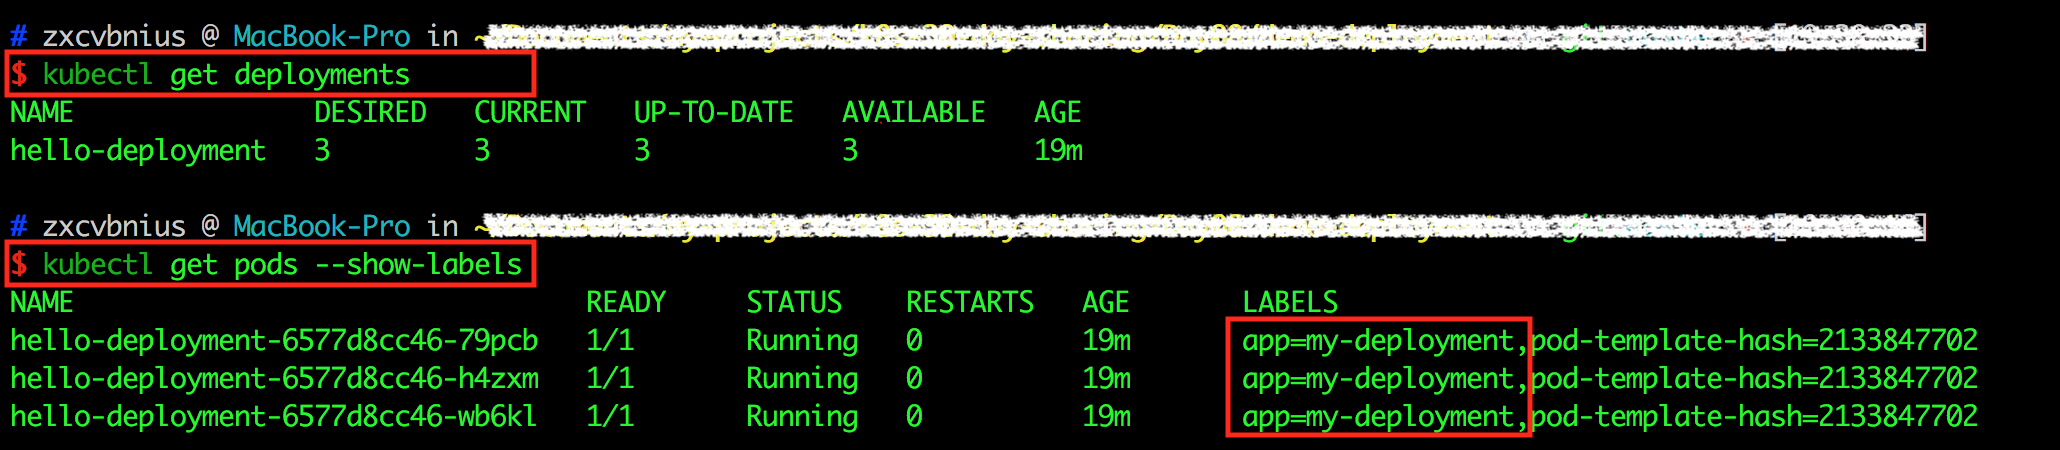 # zxcvbnius @ MacBook-Pro in ~
$ kubectl get deployments
NAME DESIRED CURRENT UP-TO-DATE AVAILABLE AGE
hello-deployment 3 3 3 3 19m
# zxcvbnius @ MacBook-Pro in ~
$ kubectl get pods --show-labels
NAME READY STATUS RESTARTS AGE LABELS
hello-deployment-6577d8cc46-79pcb 1/1 Running 0 19m app=my-deployment,pod-template-hash=2133847702
hello-deployment-6577d8cc46-h4zxm 1/1 Running 0 19m app=my-deployment,pod-template-hash=2133847702
hello-deployment-6577d8cc46-wb6kl 1/1 Running 0 19m app=my-deployment,pod-template-hash=2133847702